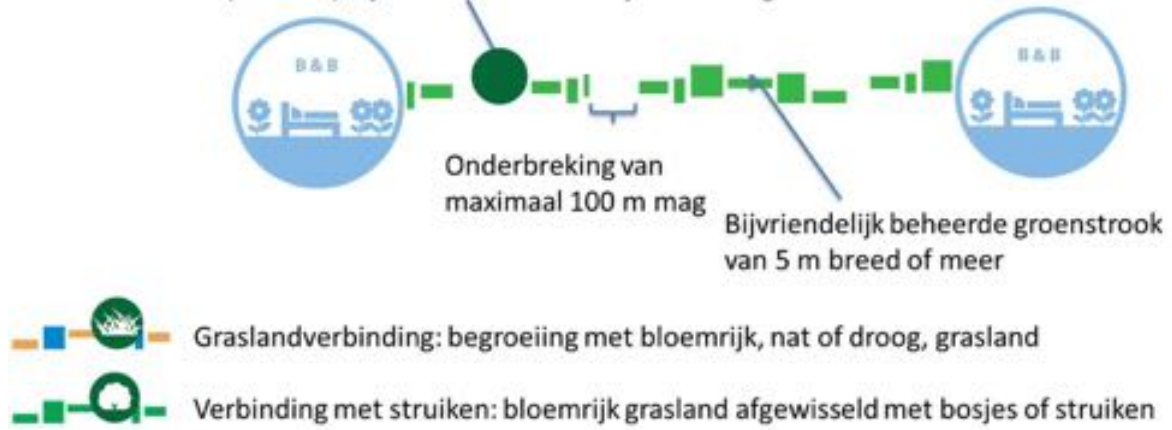 B & B
B & B
Onderbreking van
maximaal 100 m mag
Bijvriendelijk beheerde groenstrook
van 5 m breed of meer
Graslandverbinding: begroeiing met bloemrijk, nat of droog, grasland
Verbinding met struiken: bloemrijk grasland afgewisseld met bosjes of struiken